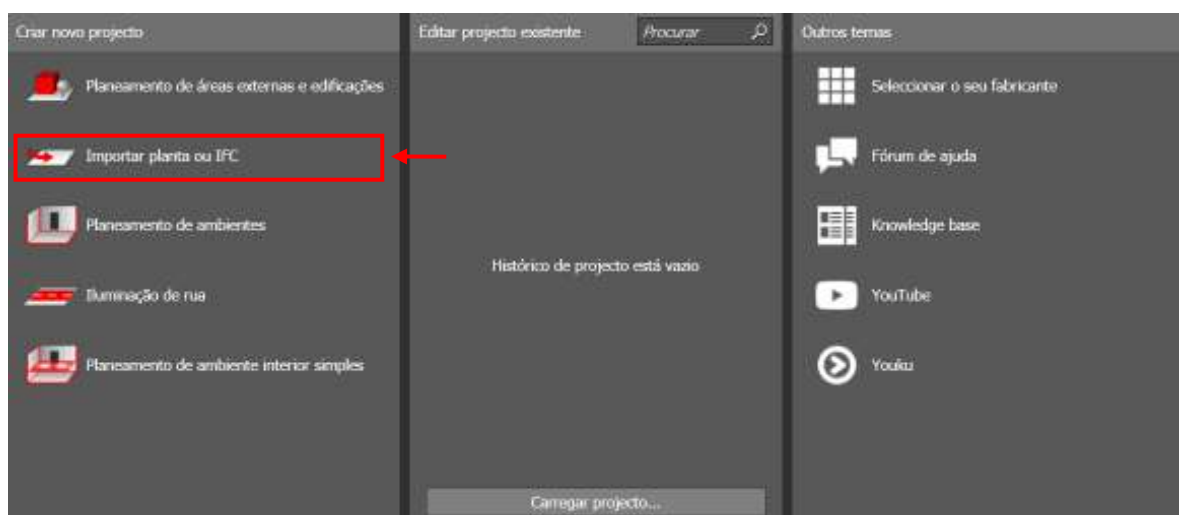 Criar novo projecto
Planeamento de áreas externas e edificações
Importar planta ou IFC
Planeamento de ambientes
Iluminação de rua
Planeamento de ambiente interior simples
Editar projecto existente
Procurar
Histórico de projecto está vazio
Carregar projecto...
Outros temas
Seleccionar o seu fabricante
Fórum de ajuda
Knowledge base
YouTube
Youku